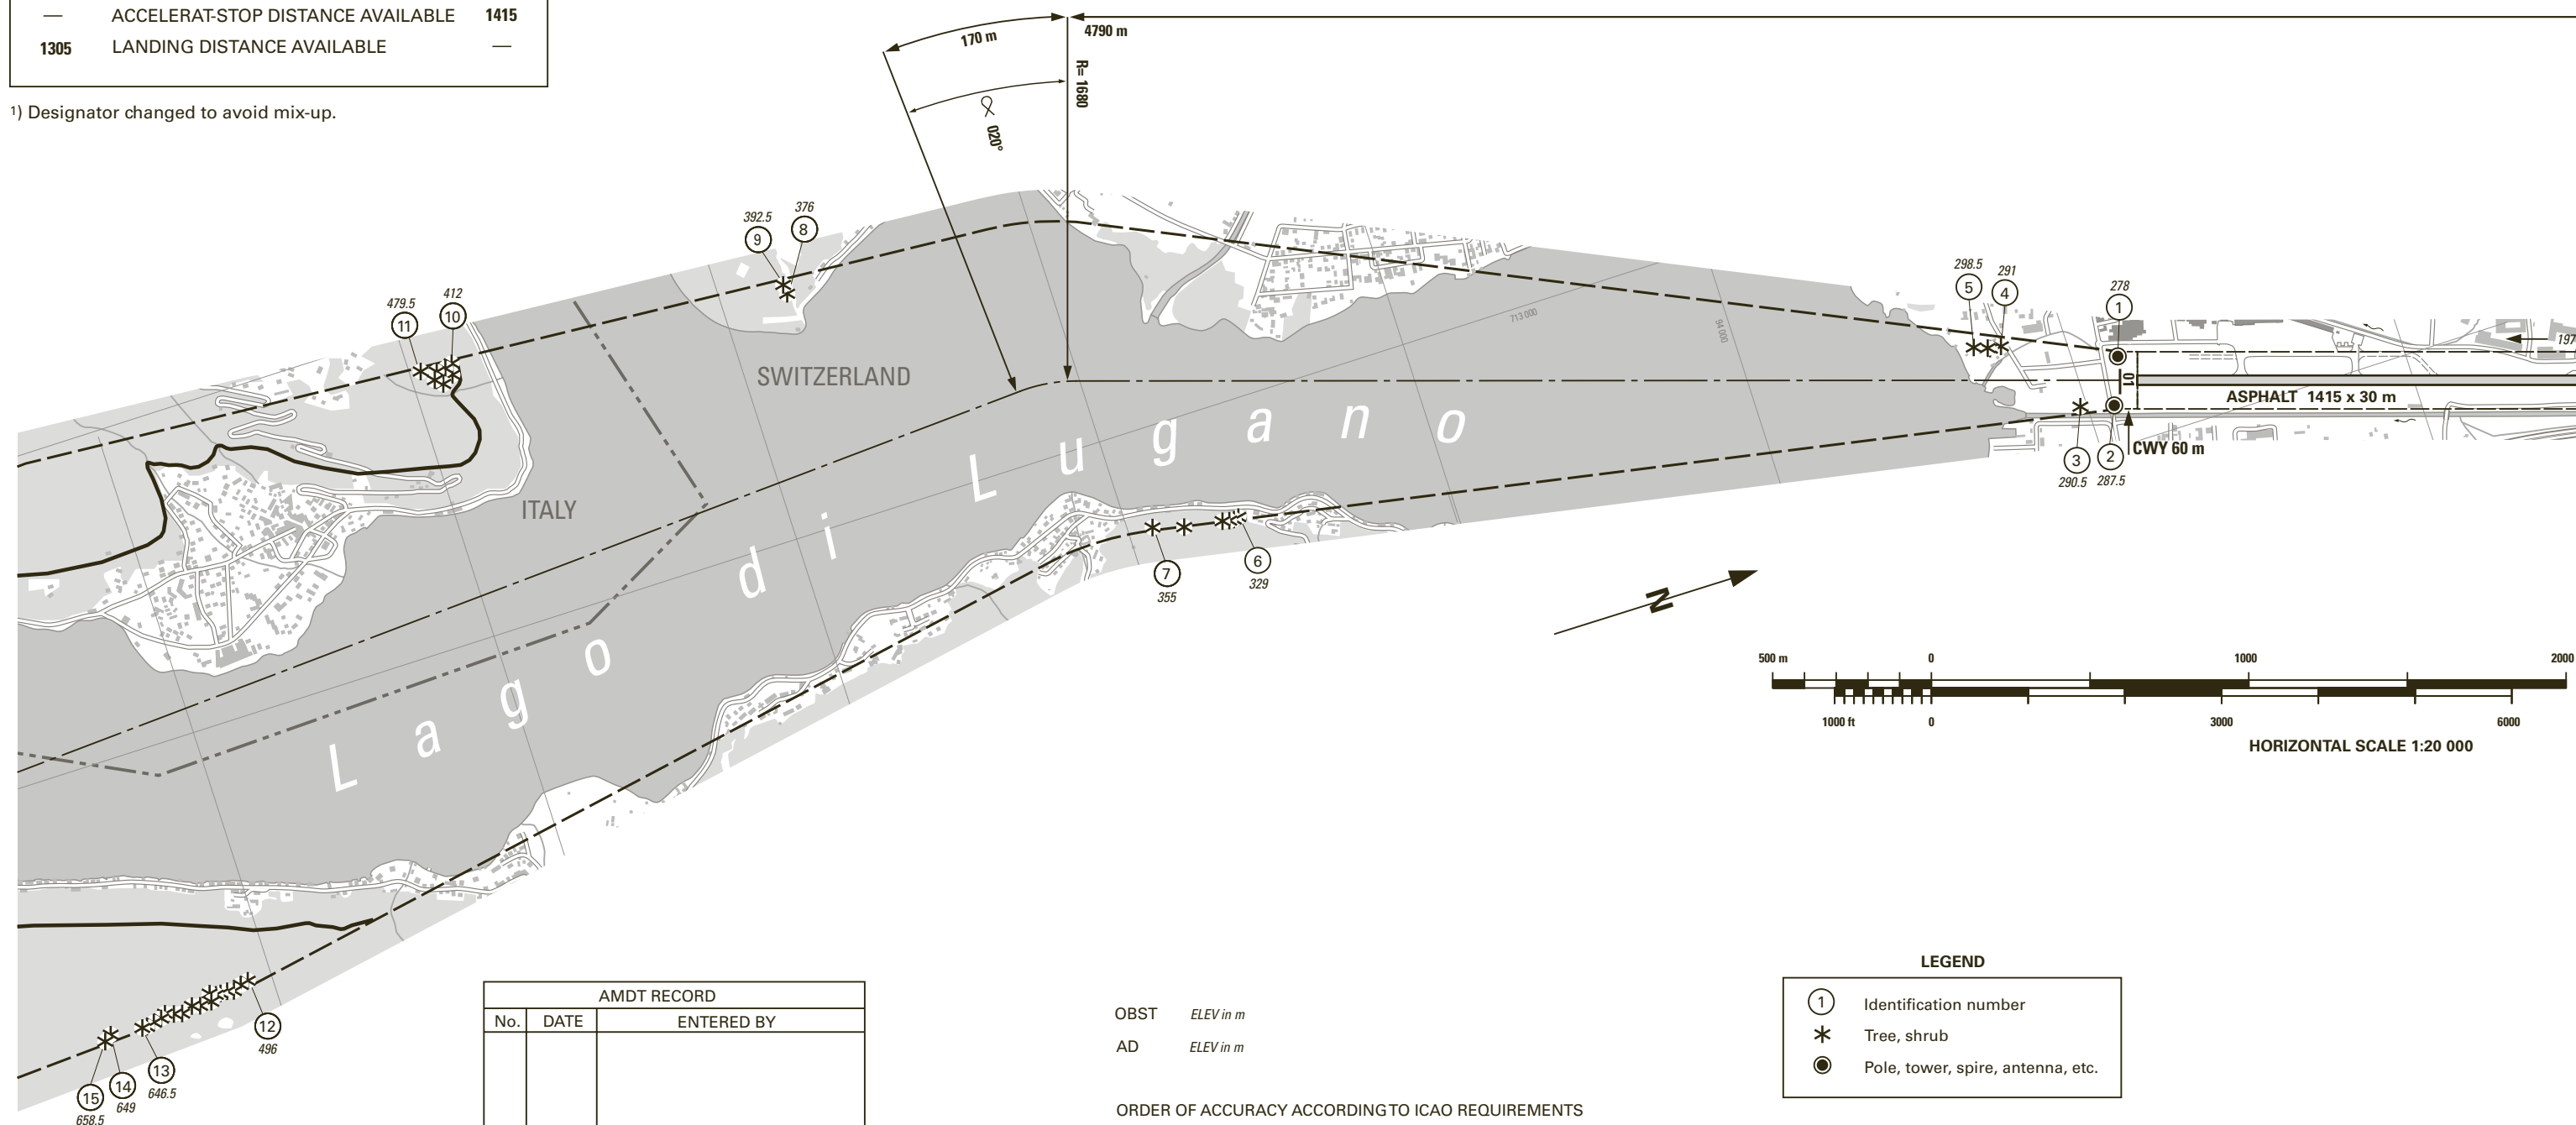 — ACCELERAT-STOP DISTANCE AVAILABLE 1415
1305 LANDING DISTANCE AVAILABLE —
1) Designator changed to avoid mix-up.
170 m
4790 m
R= 1680
020°
392.5
376
9
8
479.5
412
11
10
SWITZERLAND
ITALY
Lago di Lugano
713 000
94 000
298.5
291
5
4
278
1
197
01
ASPHALT 1415 x 30 m
CWY 60 m
3
2
290.5
287.5
7
6
355
329
N
500 m 0 1000 2000
1000 ft 0 3000 6000
HORIZONTAL SCALE 1:20 000
12
496
13
646.5
14
649
15
658.5
AMDT RECORD
No. DATE ENTERED BY
OBST ELEV in m
AD ELEV in m
ORDER OF ACCURACY ACCORDING TO ICAO REQUIREMENTS
LEGEND
1 Identification number
Tree, shrub
Pole, tower, spire, antenna, etc.